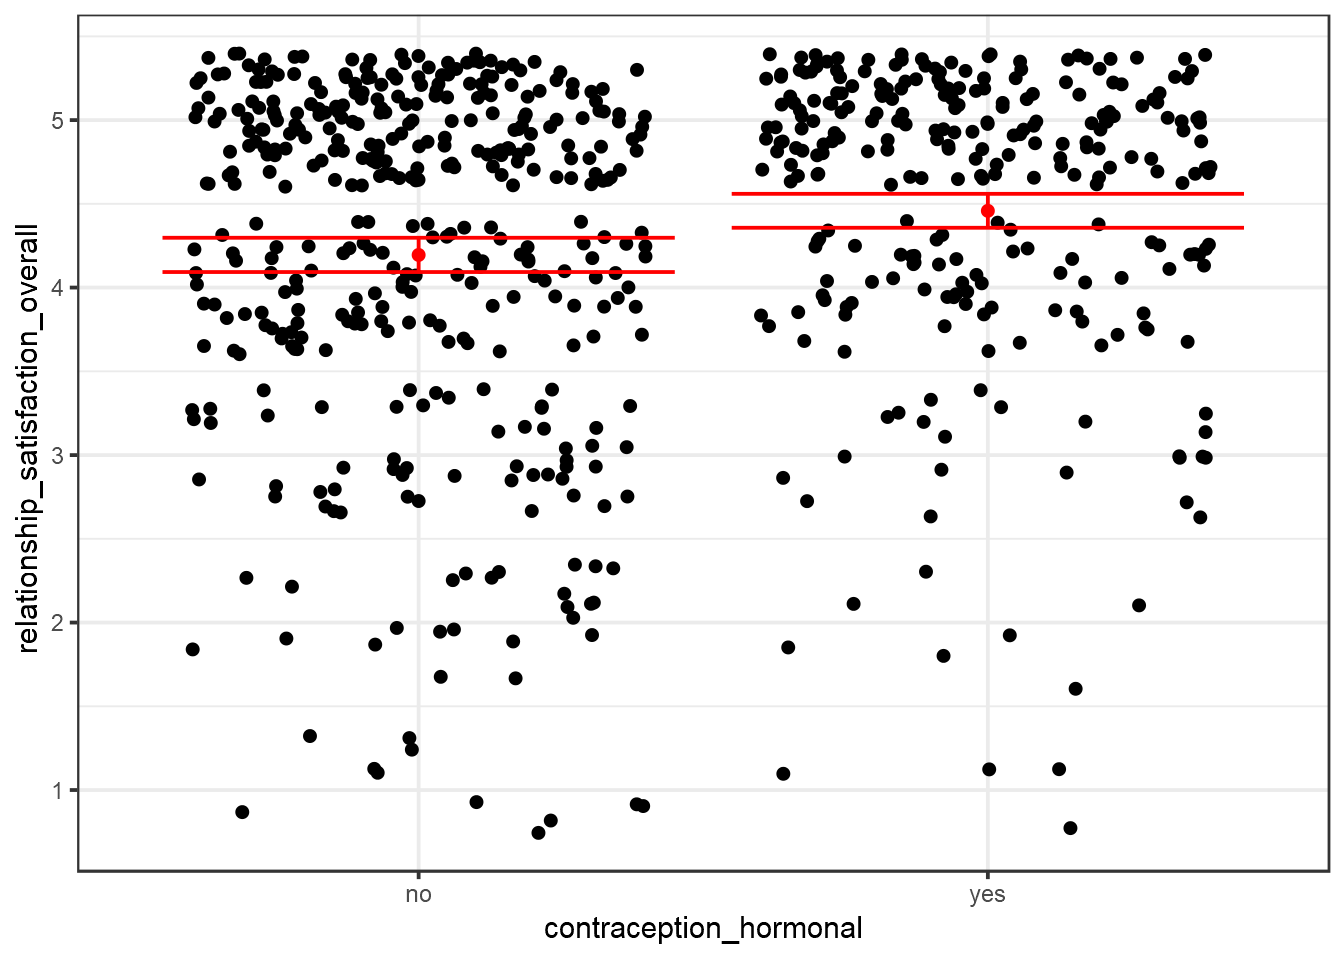 relationship_satisfaction_overall
5
4
3
2
1
no yes
contraception_hormonal